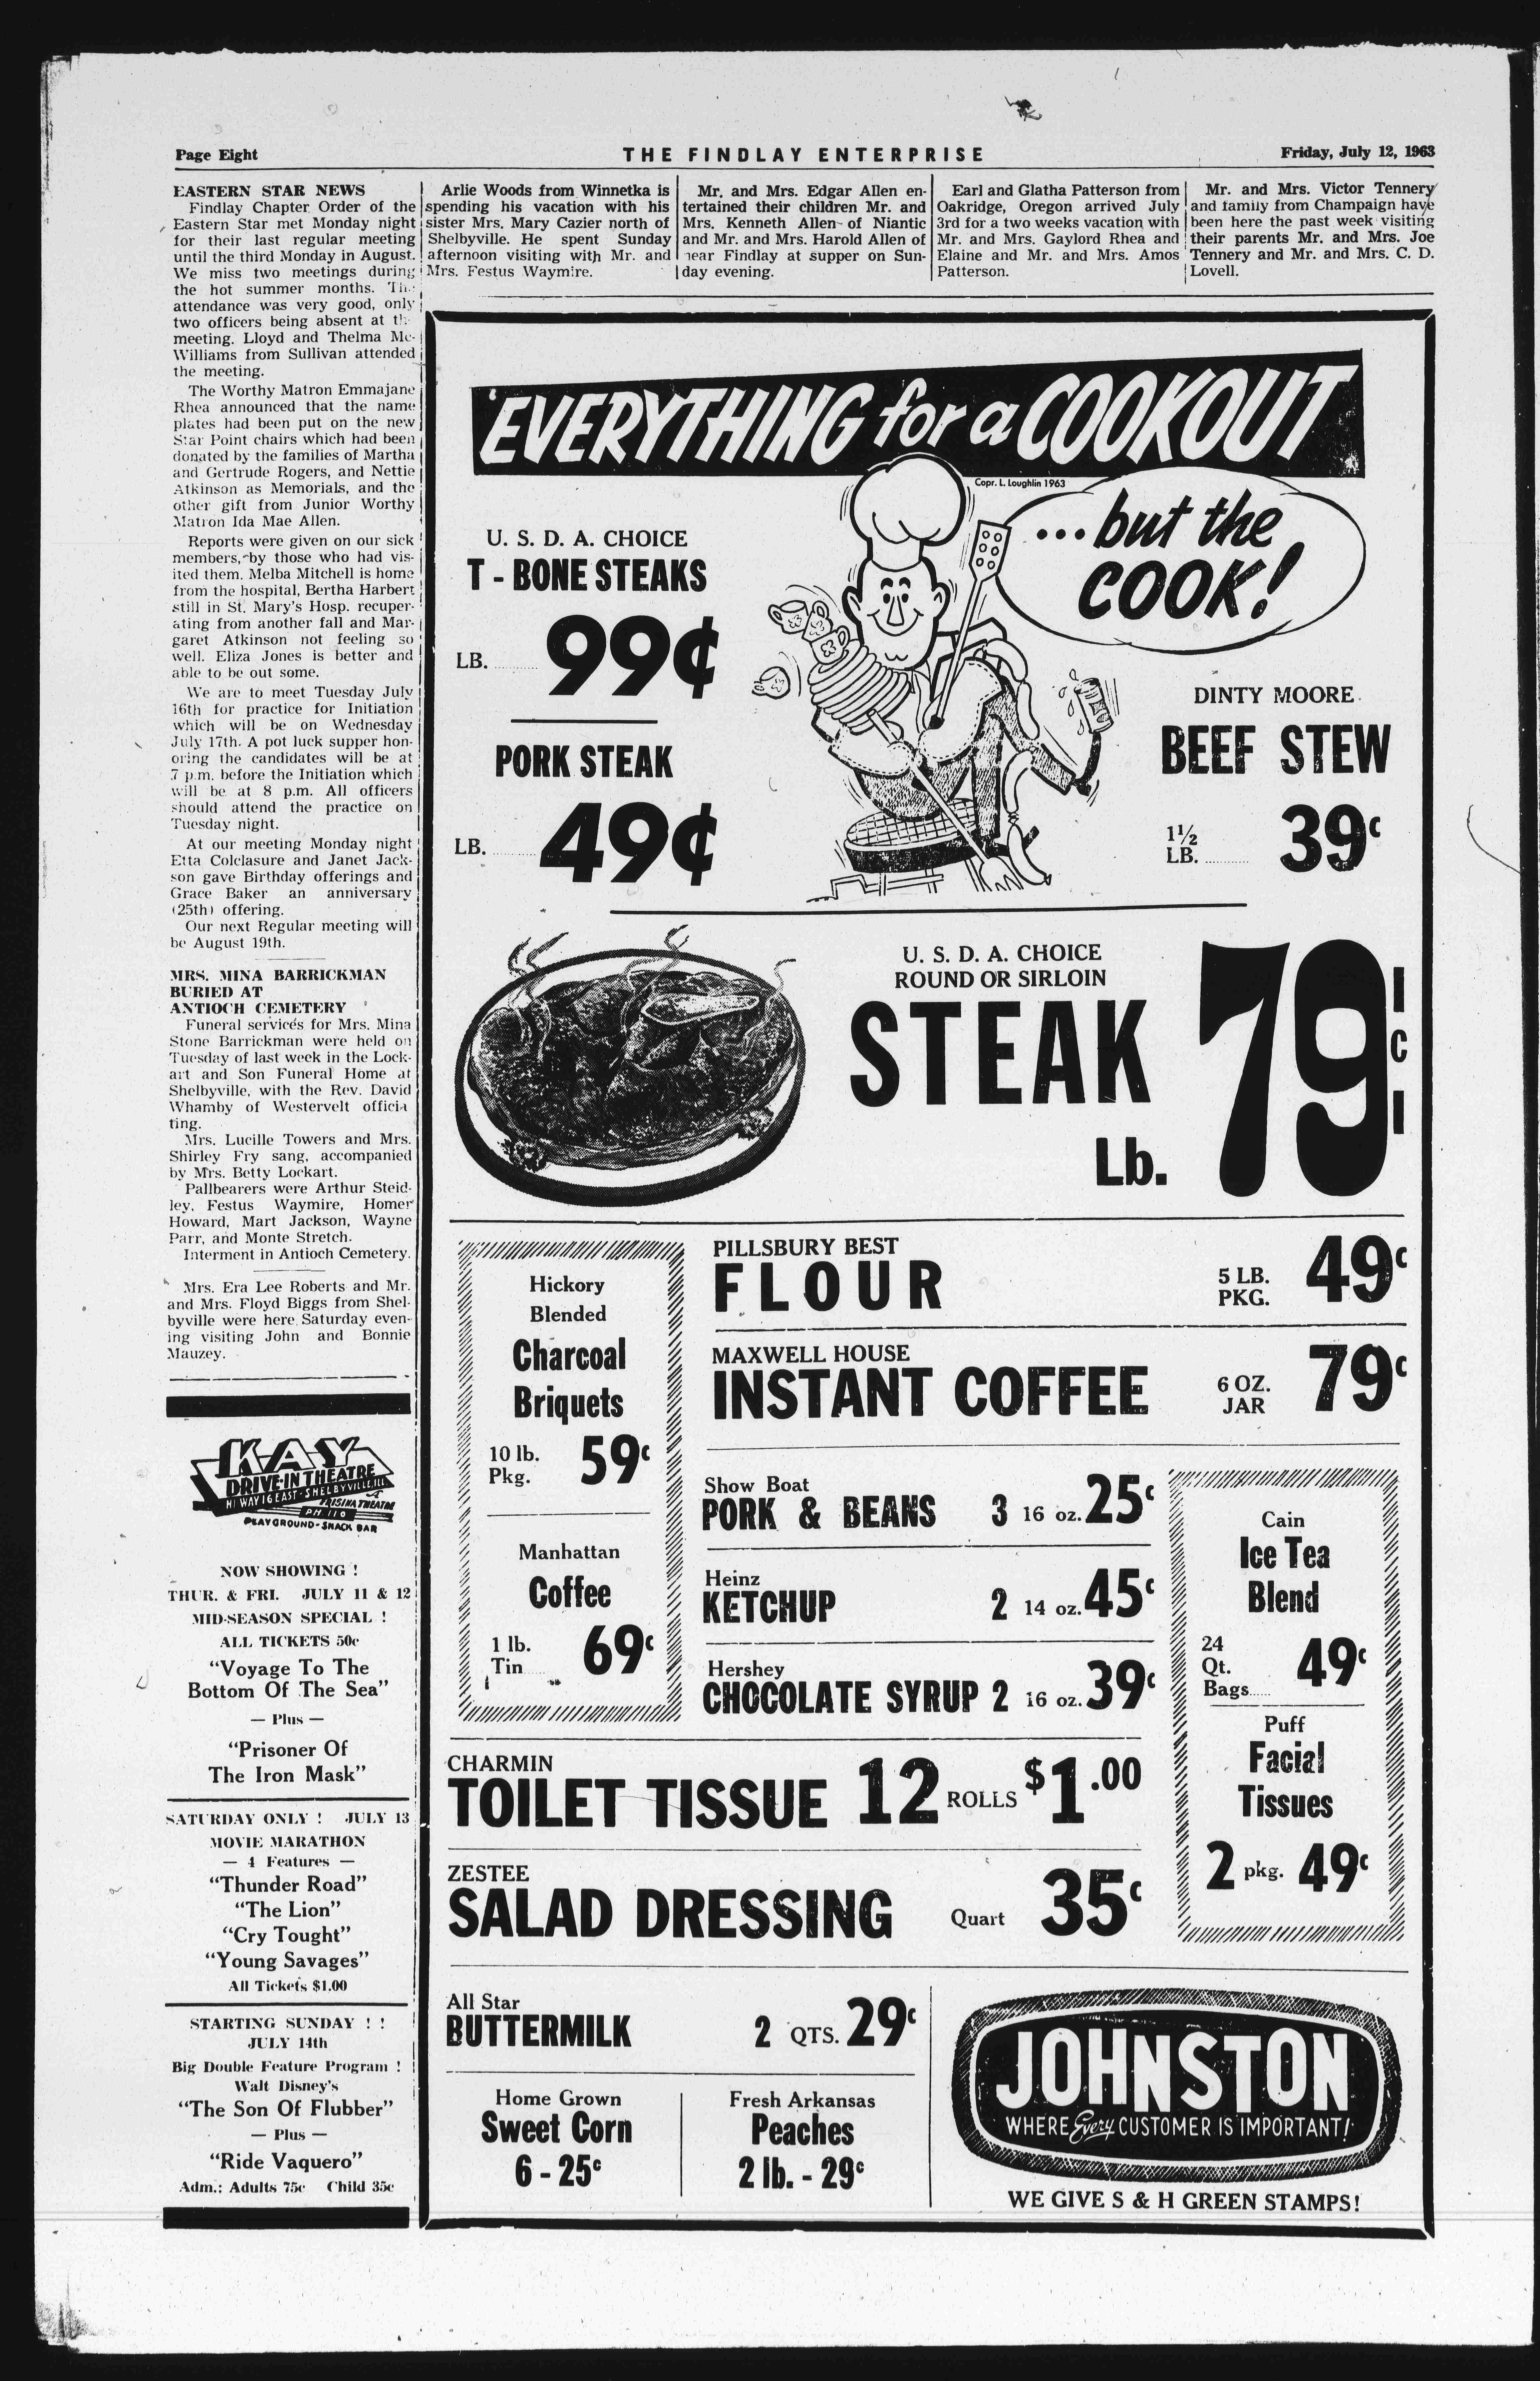 Page Eight
THE FINDLAY ENTERPRISE
Friday, July 12, 1963
EASTERN STAR NEWS
Findlay Chapter Order of the
Eastern Star met Monday night
for their last regular meeting
until the third Monday in August.
We miss two meetings during
the hot summer months. The
attendance was very good, only
two officers being absent at the
meeting. Lloyd and Thelma Mc-
Williams from Sullivan attended
the meeting.
The Worthy Matron Emmajane
Rhea announced that the name
plates had been put on the new
Star Point chairs which had been
donated by the families of Martha
and Gertrude Rogers, and Nettie
Atkinson as Memorials, and the
other gift from Junior Worthy
Matron Ida Mae Allen.
Reports were given on our sick
members, by those who had vis-
ited them. Melba Mitchell is home
from the hospital, Bertha Harbert
still in St. Mary's Hosp. recuper-
ating from another fall and Mar-
garet Atkinson not feeling so
well. Eliza Jones is better and
able to be out some.
We are to meet Tuesday July
16th for practice for Initiation
which will be on Wednesday
July 17th. A pot luck supper hon-
oring the candidates will be at
7 p.m. before the Initiation which
will be at 8 p.m. All officers
should attend the practice on
Tuesday night.
At our meeting Monday night
Etta Colclasure and Janet Jack-
son gave Birthday offerings and
Grace Baker an anniversary
(25th) offering.
Our next Regular meeting will
be August 19th.
MRS. MINA BARRICKMAN
BURIED AT
ANTIOCH CEMETERY
Funeral services for Mrs. Mina
Stone Barrickman were held on
Tuesday of last week in the Lock-
art and Son Funeral Home at
Shelbyville, with the Rev. David
Whamby of Westervelt officia
ting.
Mrs. Lucille Towers and Mrs.
Shirley Fry sang, accompanied
by Mrs. Betty Lockart.
Pallbearers were Arthur Steid-
ley, Festus Waymire, Homer
Howard, Mart Jackson, Wayne
Parr, and Monte Stretch.
Interment in Antioch Cemetery.
Mrs. Era Lee Roberts and Mr.
and Mrs. Floyd Biggs from Shel-
byville were here Saturday even-
ing visiting John and Bonnie
Mauzey.
KAY
DRIVE-IN THEATRE
HI WAY 16 EAST - SHELBYVILLE, ILL.
FRISINA THEATRE
PH 110
PLAYGROUND - SNACK BAR
NOW SHOWING !
THUR. & FRI. JULY 11 & 12
MID-SEASON SPECIAL !
ALL TICKETS 50c
"Voyage To The
Bottom Of The Sea"
— Plus —
"Prisoner Of
The Iron Mask"
SATURDAY ONLY ! JULY 13
MOVIE MARATHON
— 4 Features —
"Thunder Road"
"The Lion"
"Cry Tought"
"Young Savages"
All Tickets $1.00
STARTING SUNDAY ! !
JULY 14th
Big Double Feature Program !
Walt Disney's
"The Son Of Flubber"
— Plus —
"Ride Vaquero"
Adm.: Adults 75c Child 35c
Arlie Woods from Winnetka is
spending his vacation with his
sister Mrs. Mary Cazier north of
Shelbyville. He spent Sunday
afternoon visiting with Mr. and
Mrs. Festus Waymire.
Mr. and Mrs. Edgar Allen en-
tertained their children Mr. and
Mrs. Kenneth Allen of Niantic
and Mr. and Mrs. Harold Allen of
near Findlay at supper on Sun-
day evening.
Earl and Glatha Patterson from
Oakridge, Oregon arrived July
3rd for a two weeks vacation with
Mr. and Mrs. Gaylord Rhea and
Elaine and Mr. and Mrs. Amos
Patterson.
Mr. and Mrs. Victor Tennery
and family from Champaign have
been here the past week visiting
their parents Mr. and Mrs. Joe
Tennery and Mr. and Mrs. C. D.
Lovell.
EVERYTHING for a COOKOUT
Copr. L. Loughlin 1963
...but the
COOK!
U. S. D. A. CHOICE
T - BONE STEAKS
LB. 99¢
PORK STEAK
LB. 49¢
DINTY MOORE
BEEF STEW
1½
LB. 39c
U. S. D. A. CHOICE
ROUND OR SIRLOIN
STEAK
Lb. 79c
Hickory
Blended
Charcoal
Briquets
10 lb.
Pkg. 59c
Manhattan
Coffee
1 lb.
Tin 69c
PILLSBURY BEST
FLOUR
5 LB.
PKG. 49c
MAXWELL HOUSE
INSTANT COFFEE
6 OZ.
JAR 79c
Show Boat
PORK & BEANS 3 16 oz. 25c
Heinz
KETCHUP 2 14 oz. 45c
Hershey
CHOCOLATE SYRUP 2 16 oz. 39c
Cain
Ice Tea
Blend
24
Qt.
Bags 49c
Puff
Facial
Tissues
2 pkg. 49c
CHARMIN
TOILET TISSUE 12 ROLLS $1.00
ZESTEE
SALAD DRESSING Quart 35c
All Star
BUTTERMILK 2 QTS. 29c
Home Grown
Sweet Corn
6 - 25c
Fresh Arkansas
Peaches
2 lb. - 29c
JOHNSTON
WHERE Every CUSTOMER IS IMPORTANT!
WE GIVE S & H GREEN STAMPS!